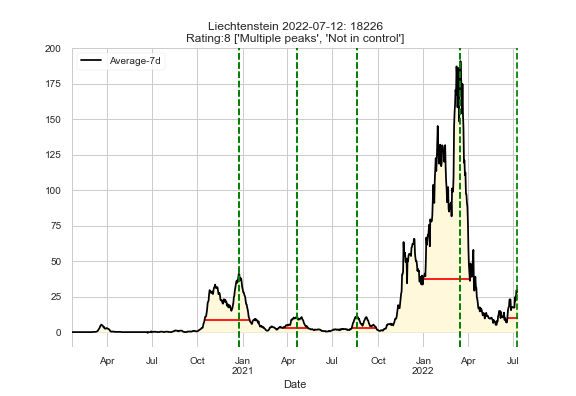 Liechtenstein 2022-07-12: 18226
Rating:8 ['Multiple peaks', 'Not in control']
Average-7d
200
175
150
125
100
75
50
25
0
Apr Jul Oct Jan Apr Jul Oct Jan Apr Jul
2021 2022
Date